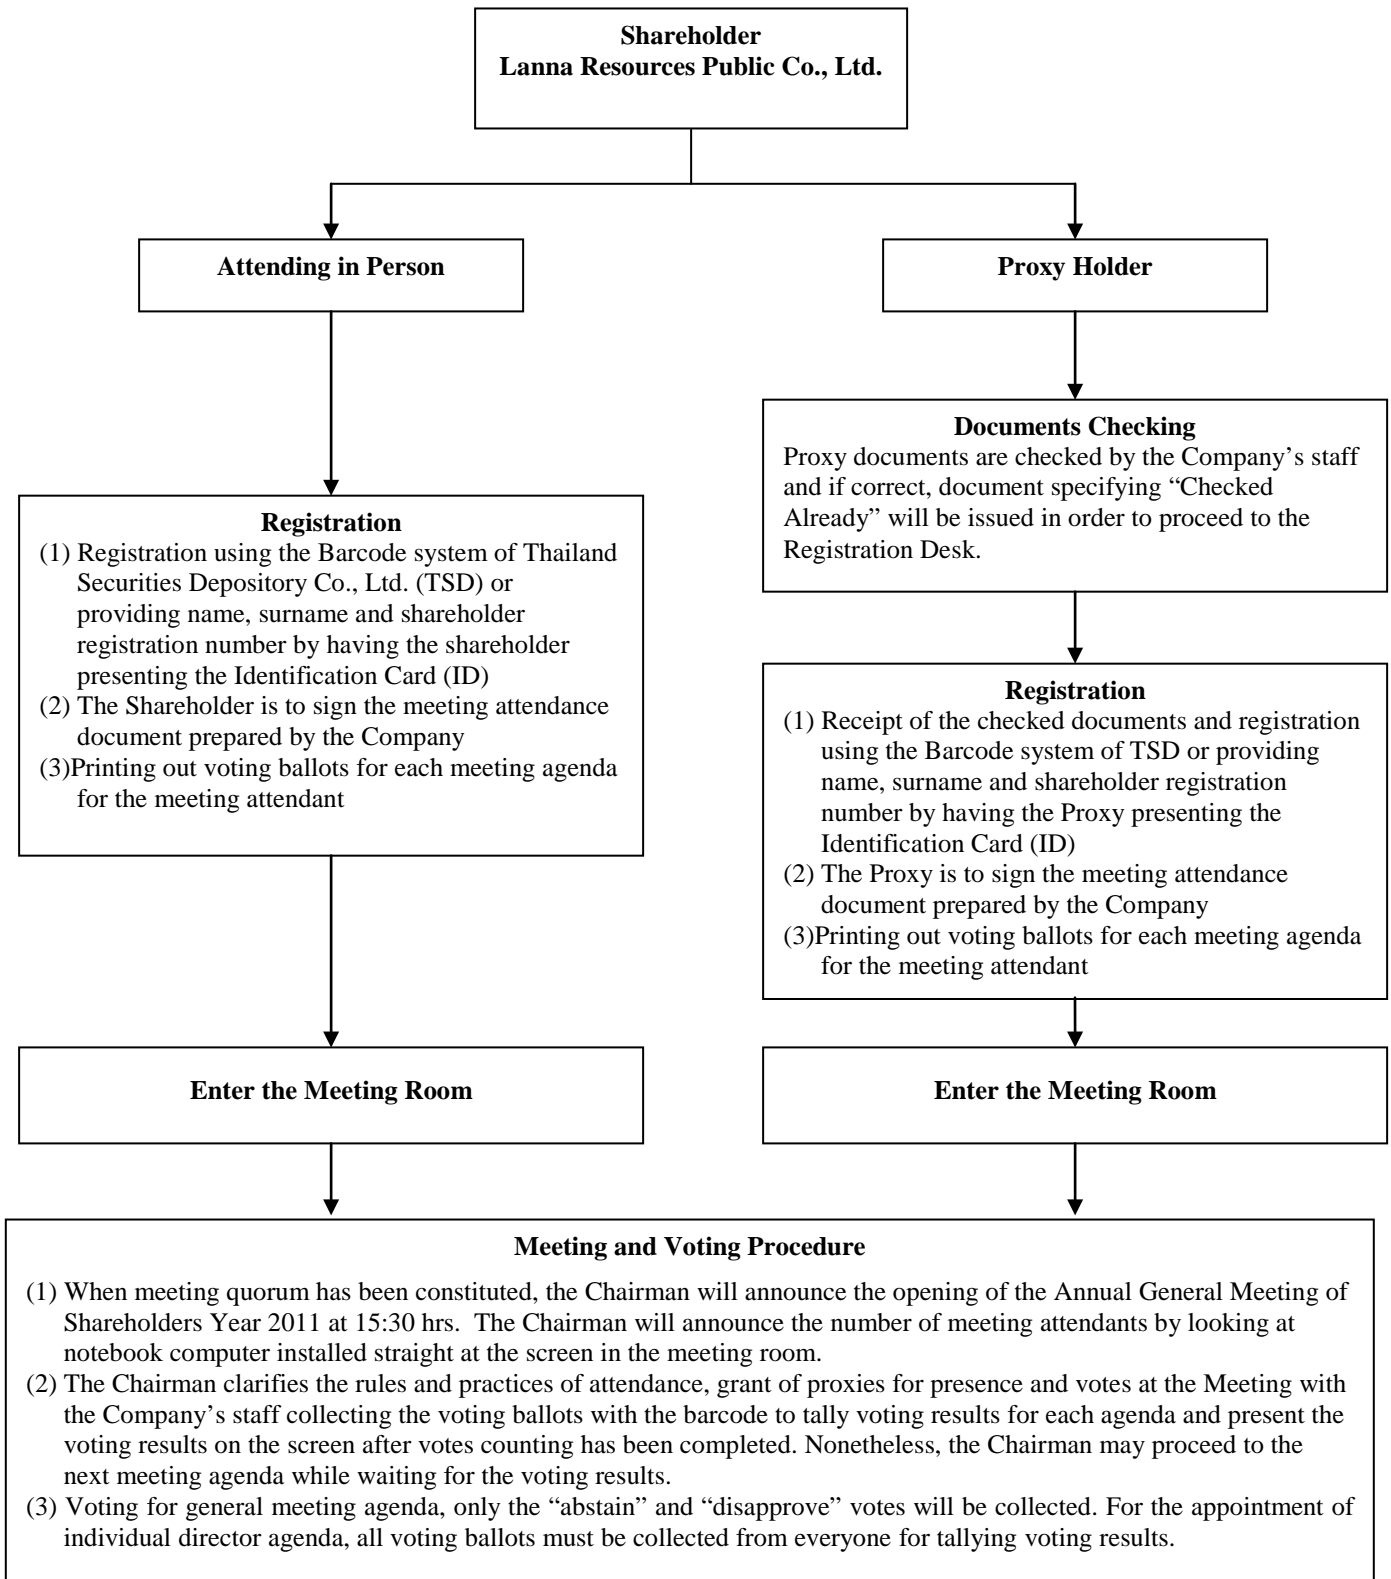 Shareholder
Lanna Resources Public Co., Ltd.
Attending in Person
Proxy Holder
Documents Checking
Proxy documents are checked by the Company’s staff
and if correct, document specifying “Checked
Already” will be issued in order to proceed to the
Registration Desk.
Registration
(1) Registration using the Barcode system of Thailand
Securities Depository Co., Ltd. (TSD) or
providing name, surname and shareholder
registration number by having the shareholder
presenting the Identification Card (ID)
(2) The Shareholder is to sign the meeting attendance
document prepared by the Company
(3)Printing out voting ballots for each meeting agenda
for the meeting attendant
Registration
(1) Receipt of the checked documents and registration
using the Barcode system of TSD or providing
name, surname and shareholder registration
number by having the Proxy presenting the
Identification Card (ID)
(2) The Proxy is to sign the meeting attendance
document prepared by the Company
(3)Printing out voting ballots for each meeting agenda
for the meeting attendant
Enter the Meeting Room
Enter the Meeting Room
Meeting and Voting Procedure
(1) When meeting quorum has been constituted, the Chairman will announce the opening of the Annual General Meeting of
Shareholders Year 2011 at 15:30 hrs. The Chairman will announce the number of meeting attendants by looking at
notebook computer installed straight at the screen in the meeting room.
(2) The Chairman clarifies the rules and practices of attendance, grant of proxies for presence and votes at the Meeting with
the Company’s staff collecting the voting ballots with the barcode to tally voting results for each agenda and present the
voting results on the screen after votes counting has been completed. Nonetheless, the Chairman may proceed to the
next meeting agenda while waiting for the voting results.
(3) Voting for general meeting agenda, only the “abstain” and “disapprove” votes will be collected. For the appointment of
individual director agenda, all voting ballots must be collected from everyone for tallying voting results.